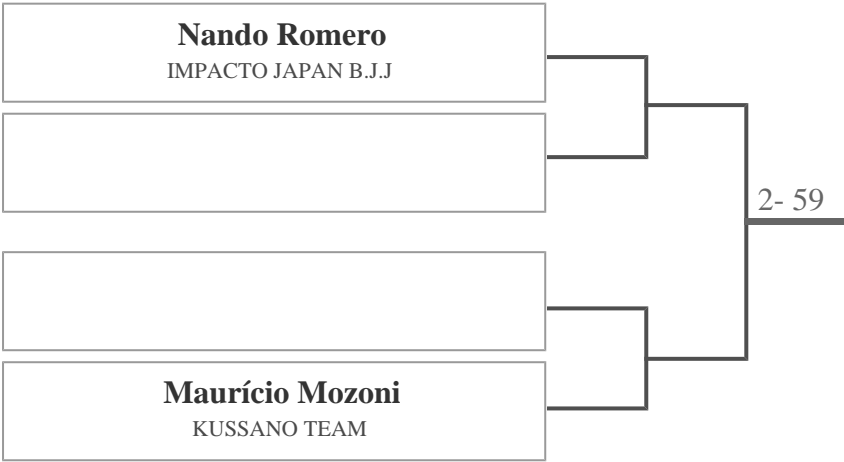 Nando Romero
IMPACTO JAPAN B.J.J
2- 59
Maurício Mozoni
KUSSANO TEAM